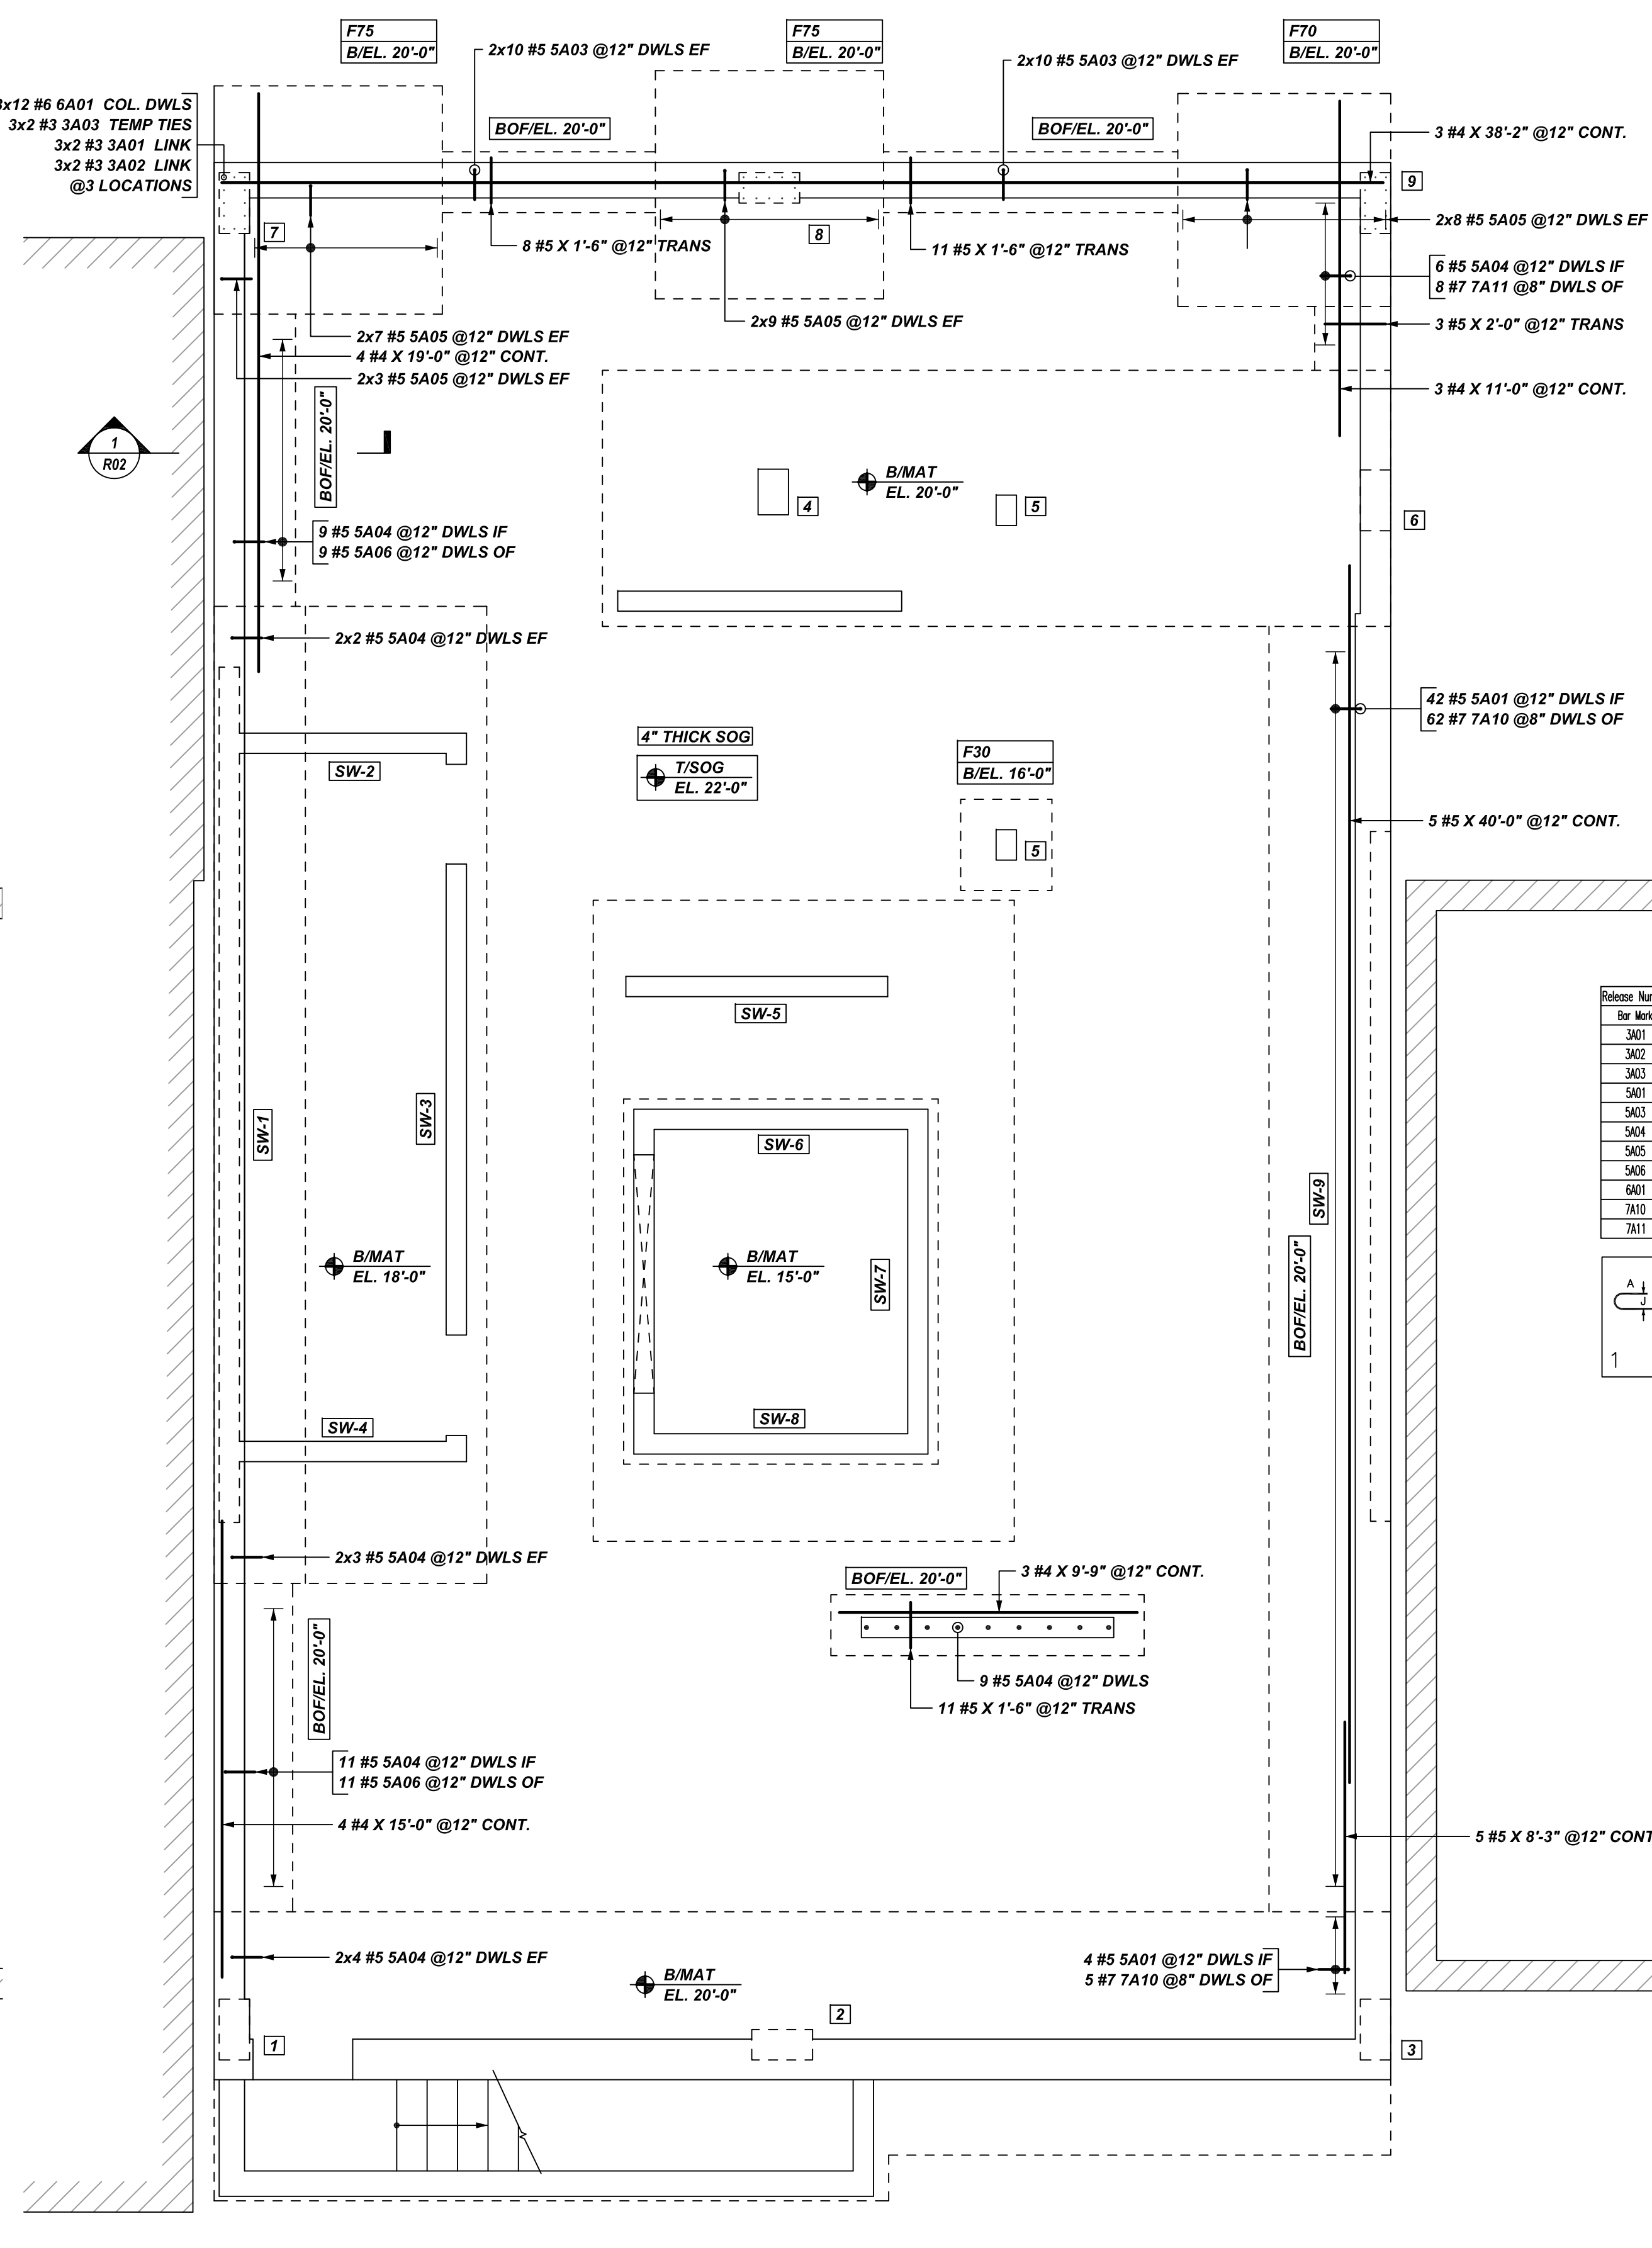 F75
B/EL. 20'-0"
F75
B/EL. 20'-0"
F70
B/EL. 20'-0"
2x10 #5 5A03 @12" DWLS EF
2x10 #5 5A03 @12" DWLS EF
x12 #6 6A01 COL. DWLS
3x2 #3 3A03 TEMP TIES
3x2 #3 3A01 LINK
3x2 #3 3A02 LINK
@3 LOCATIONS
BOF/EL. 20'-0"
BOF/EL. 20'-0"
3 #4 X 38'-2" @12" CONT.
9
2x8 #5 5A05 @12" DWLS EF
7
8
8 #5 X 1'-6" @12" TRANS
11 #5 X 1'-6" @12" TRANS
6 #5 5A04 @12" DWLS IF
8 #7 7A11 @8" DWLS OF
2x9 #5 5A05 @12" DWLS EF
3 #5 X 2'-0" @12" TRANS
2x7 #5 5A05 @12" DWLS EF
4 #4 X 19'-0" @12" CONT.
2x3 #5 5A05 @12" DWLS EF
3 #4 X 11'-0" @12" CONT.
BOF/EL. 20'-0"
1
R02
B/MAT
EL. 20'-0"
4
5
6
9 #5 5A04 @12" DWLS IF
9 #5 5A06 @12" DWLS OF
2x2 #5 5A04 @12" DWLS EF
42 #5 5A01 @12" DWLS IF
62 #7 7A10 @8" DWLS OF
4" THICK SOG
T/SOG
EL. 22'-0"
F30
B/EL. 16'-0"
SW-2
5 #5 X 40'-0" @12" CONT.
5
SW-5
Release
Bar Mark
3A01
3A02
3A03
5A01
5A03
5A04
5A05
5A06
6A01
7A10
7A11
SW-1
SW-3
SW-6
SW-9
B/MAT
EL. 18'-0"
B/MAT
EL. 15'-0"
SW-7
BOF/EL. 20'-0"
A
J
1
SW-4
SW-8
2x3 #5 5A04 @12" DWLS EF
BOF/EL. 20'-0"
3 #4 X 9'-9" @12" CONT.
BOF/EL. 20'-0"
9 #5 5A04 @12" DWLS
11 #5 X 1'-6" @12" TRANS
11 #5 5A04 @12" DWLS IF
11 #5 5A06 @12" DWLS OF
4 #4 X 15'-0" @12" CONT.
5 #5 X 8'-3" @12" CONT
2x4 #5 5A04 @12" DWLS EF
4 #5 5A01 @12" DWLS IF
5 #7 7A10 @8" DWLS OF
B/MAT
EL. 20'-0"
1
2
3